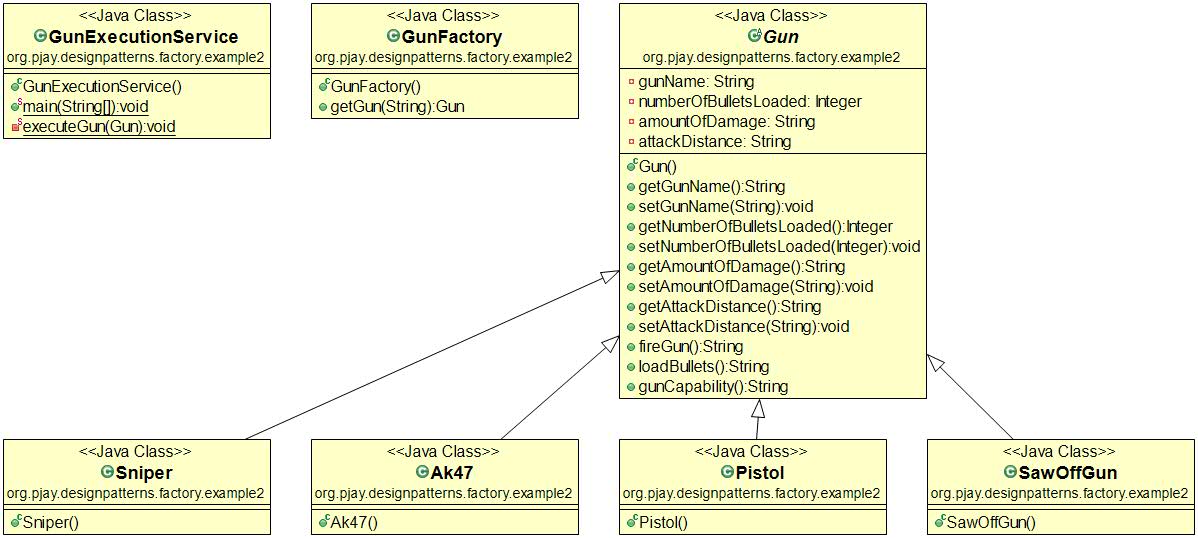 <<Java Class>>
GunExecutionService
org.pjay.designpatterns.factory.example2
GunExecutionService()
main(String[]):void
executeGun(Gun):void
<<Java Class>>
GunFactory
org.pjay.designpatterns.factory.example2
GunFactory()
getGun(String):Gun
<<Java Class>>
Gun
org.pjay.designpatterns.factory.example2
gunName: String
numberOfBulletsLoaded: Integer
amountOfDamage: String
attackDistance: String
Gun()
getGunName():String
setGunName(String):void
getNumberOfBulletsLoaded():Integer
setNumberOfBulletsLoaded(Integer):void
getAmountOfDamage():String
setAmountOfDamage(String):void
getAttackDistance():String
setAttackDistance(String):void
fireGun():String
loadBullets():String
gunCapability():String
<<Java Class>>
Sniper
org.pjay.designpatterns.factory.example2
Sniper()
<<Java Class>>
Ak47
org.pjay.designpatterns.factory.example2
Ak47()
<<Java Class>>
Pistol
org.pjay.designpatterns.factory.example2
Pistol()
<<Java Class>>
SawOffGun
org.pjay.designpatterns.factory.example2
SawOffGun()